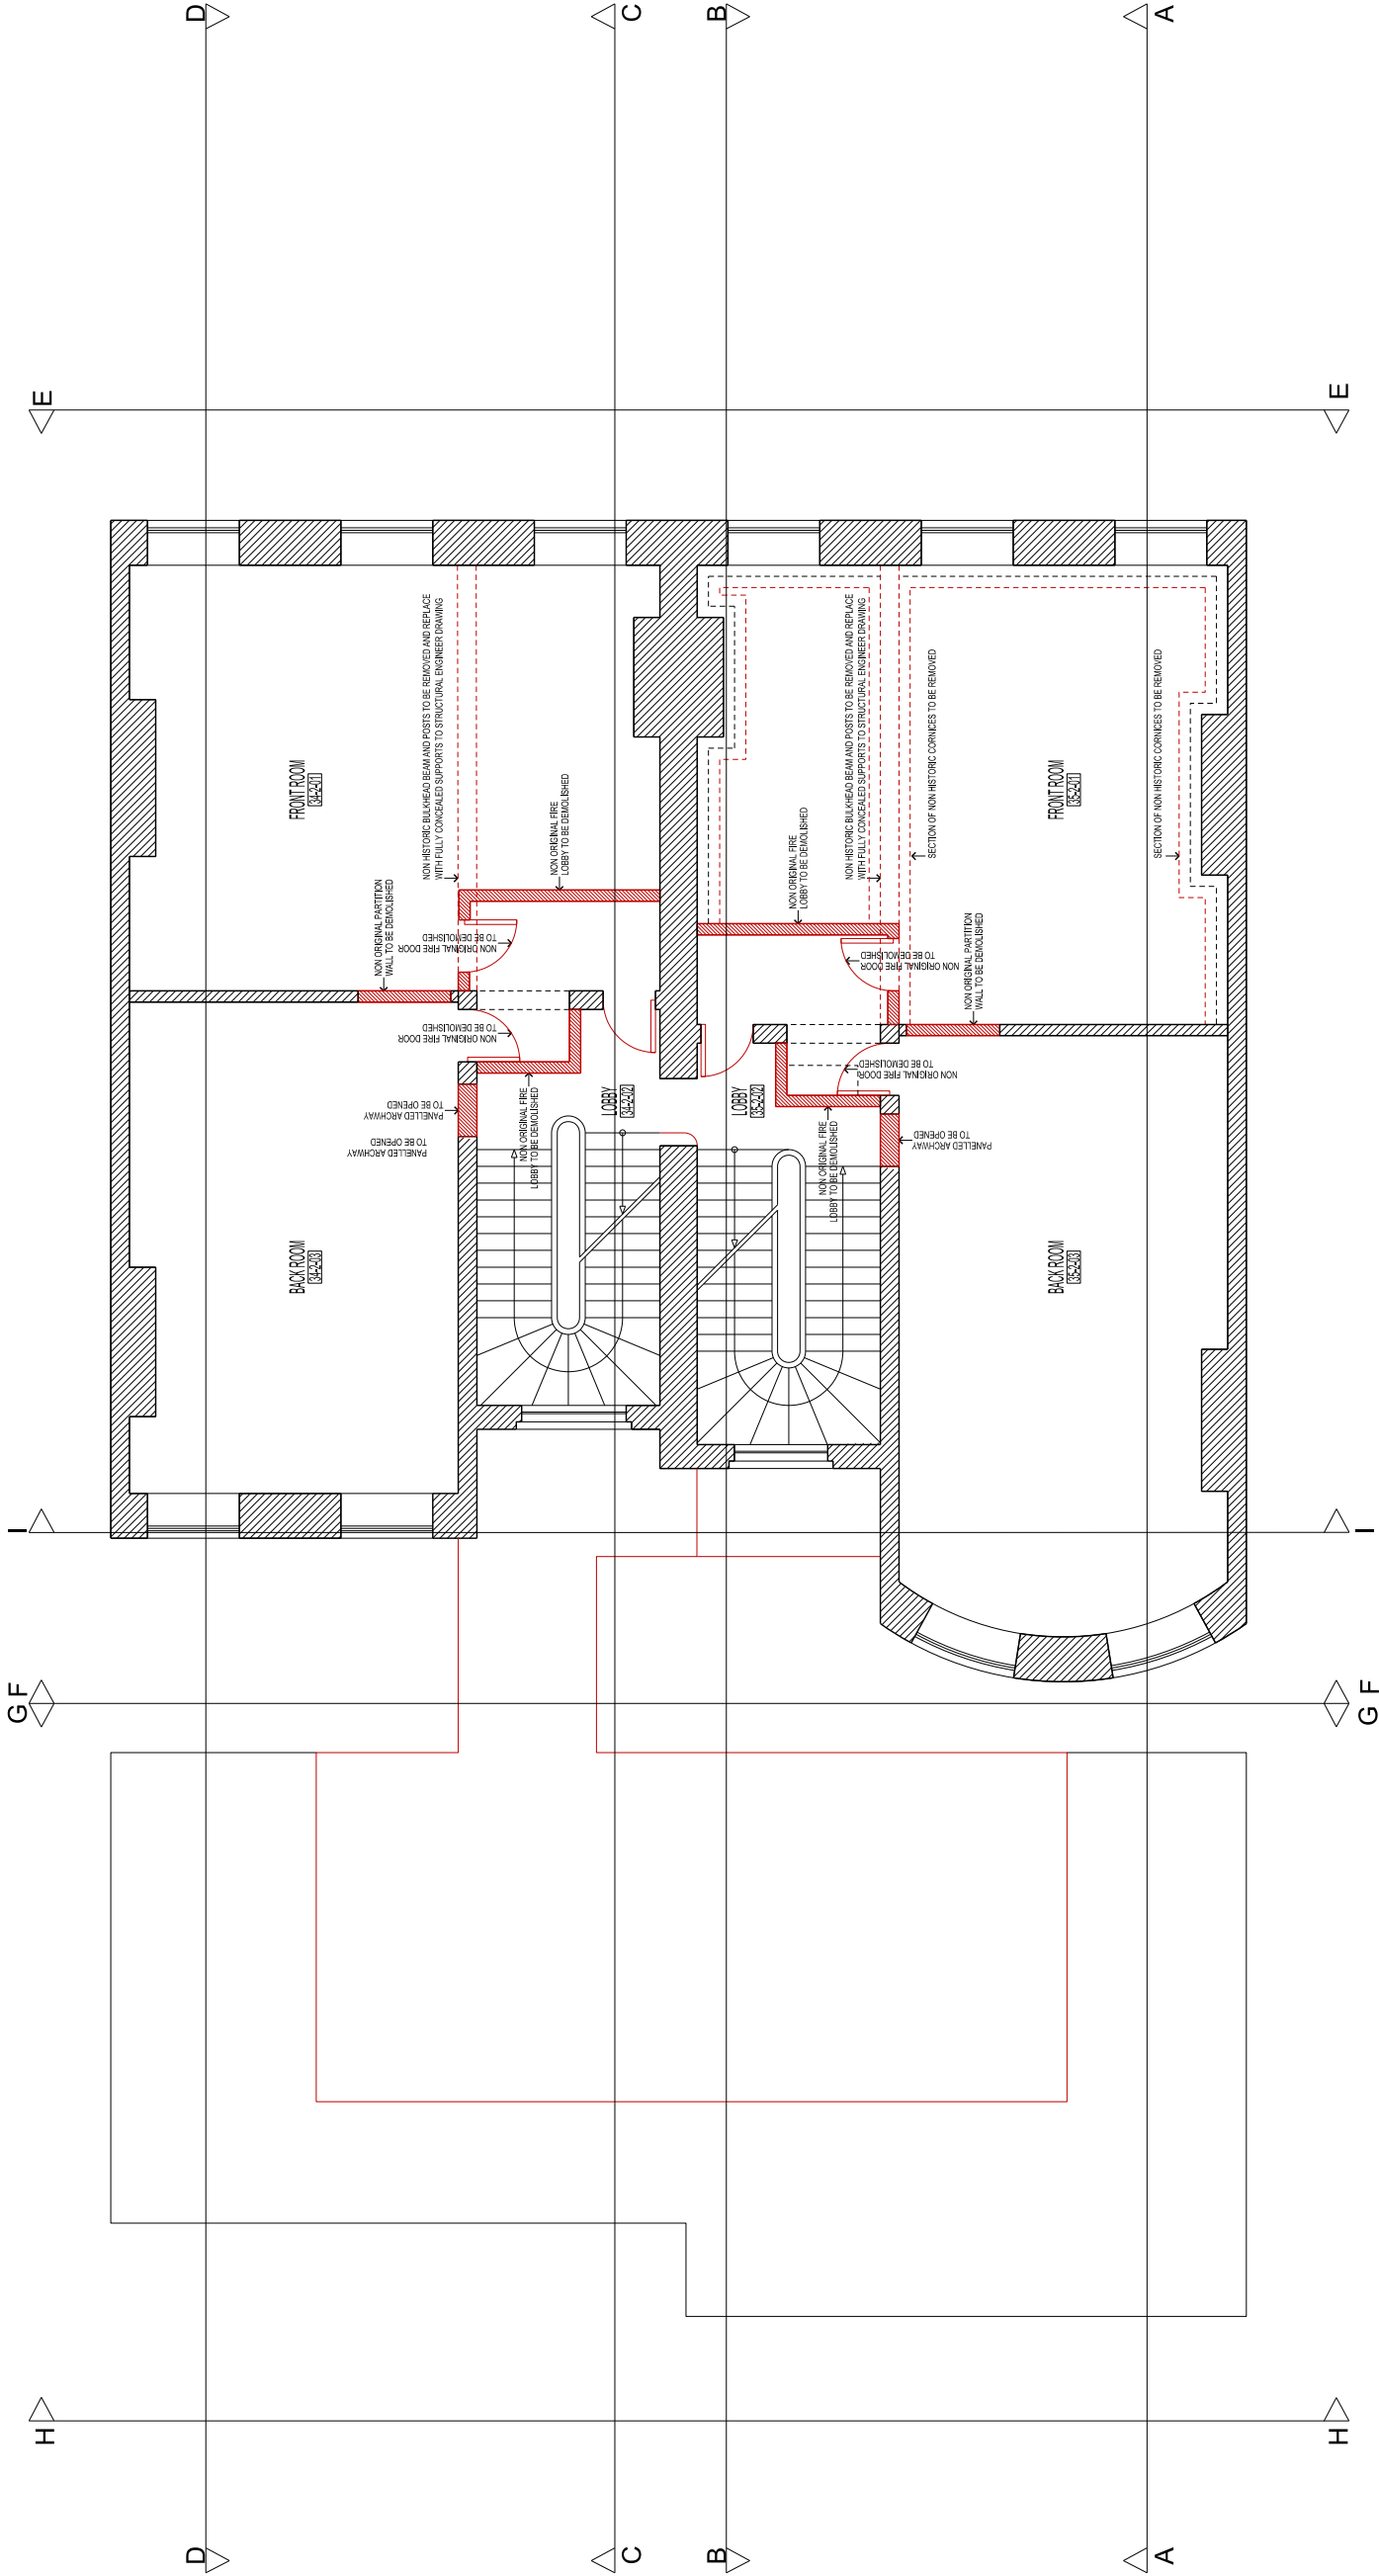 D
C
B
A
E
E
NON HISTORIC BULKHEAD BEAM AND POSTS TO BE REMOVED AND REPLACE
WITH FULLY CONCEALED SUPPORTS TO STRUCTURAL ENGINEER DRAWING
NON HISTORIC BULKHEAD BEAM AND POSTS TO BE REMOVED AND REPLACE
WITH FULLY CONCEALED SUPPORTS TO STRUCTURAL ENGINEER DRAWING
SECTION OF NON HISTORIC CORNICES TO BE REMOVED
SECTION OF NON HISTORIC CORNICES TO BE REMOVED
FRONT ROOM
34-2-01
FRONT ROOM
35-2-01
NON ORIGINAL FIRE
LOBBY TO BE DEMOLISHED
NON ORIGINAL FIRE
LOBBY TO BE DEMOLISHED
NON ORIGINAL PARTITION
WALL TO BE DEMOLISHED
NON ORIGINAL PARTITION
WALL TO BE DEMOLISHED
NON ORIGINAL FIRE DOOR
TO BE DEMOLISHED
NON ORIGINAL FIRE DOOR
TO BE DEMOLISHED
NON ORIGINAL FIRE DOOR
TO BE DEMOLISHED
NON ORIGINAL FIRE DOOR
TO BE DEMOLISHED
LOBBY
34-2-02
LOBBY
35-2-02
PANELLED ARCHWAY
TO BE OPENED
PANELLED ARCHWAY
TO BE OPENED
PANELLED ARCHWAY
TO BE OPENED
NON ORIGINAL FIRE
LOBBY TO BE DEMOLISHED
NON ORIGINAL FIRE
LOBBY TO BE DEMOLISHED
BACK ROOM
34-2-03
BACK ROOM
35-2-03
I
I
G F
G F
H
H
D
C
B
A